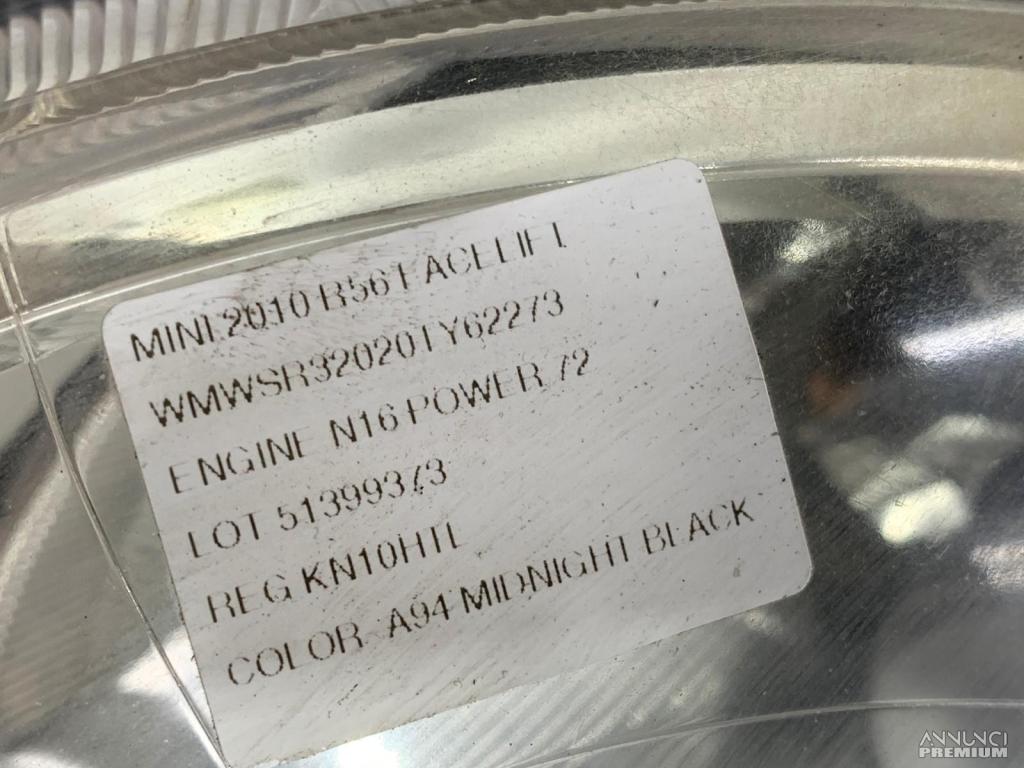 MINI 2010 R56 FACELIFT
WMWSR32020TY62273
ENGINE N16 POWER 72
LOT 51399373
REG KN10HTL
COLOR A94 MIDNIGHT BLACK
ANNUNCI
PREMIUM